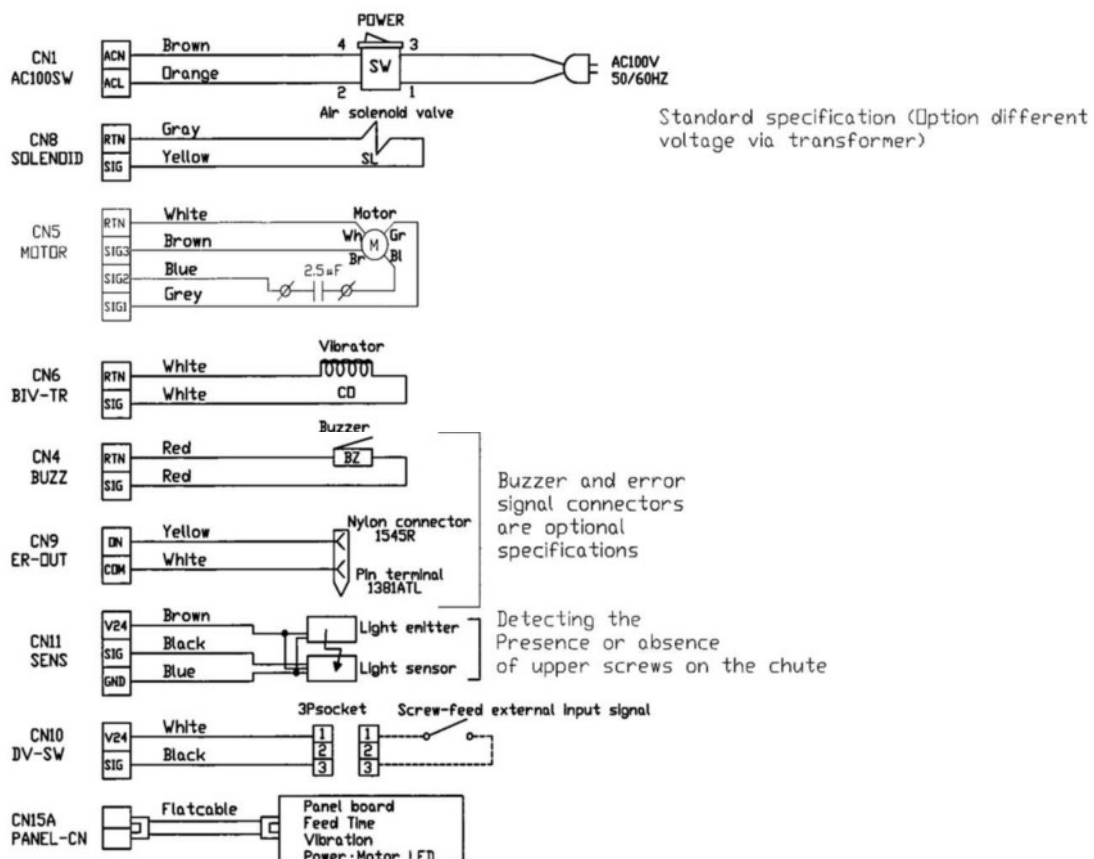 POWER
CN1
AC100SW
ACN
Brown
4
3
SW
ACL
Orange
2
1
AC100V
50/60HZ
Standard specification (Option different
voltage via transformer)
Air solenoid valve
CN8
SOLENOID
RTN
Gray
SIG
Yellow
SL
CN5
MOTOR
RTN
White
Motor
Wh
Gr
M
SIG3
Brown
Br
Bl
SIG2
Blue
2.5μF
SIG1
Grey
Vibrator
CN6
BIV-TR
RTN
White
SIG
White
CD
Buzzer
CN4
BUZZ
RTN
Red
BZ
SIG
Red
Buzzer and error
signal connectors
are optional
specifications
CN9
ER-OUT
ON
Yellow
Nylon connector
1545R
COM
White
Pin terminal
1381ATL
CN11
SENS
V24
Brown
Light emitter
SIG
Black
GND
Blue
Light sensor
Detecting the
Presence or absence
of upper screws on the chute
3Psocket
Screw-feed external input signal
CN10
DV-SW
V24
White
SIG
Black
1
2
3
1
2
3
CN15A
PANEL-CN
Flatcable
Panel board
Feed Time
Vibration
Power·Motor LED